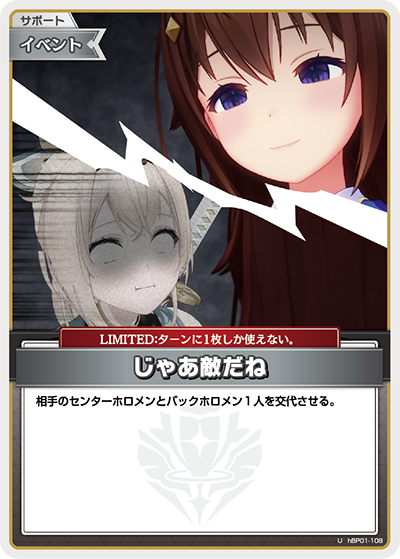 サポート
イベント
LIMITED:ターンに1枚しか使えない。
じゃあ敵だね
相手のセンターホロメンとバックホロメン1人を交代させる。
U hBP01-108